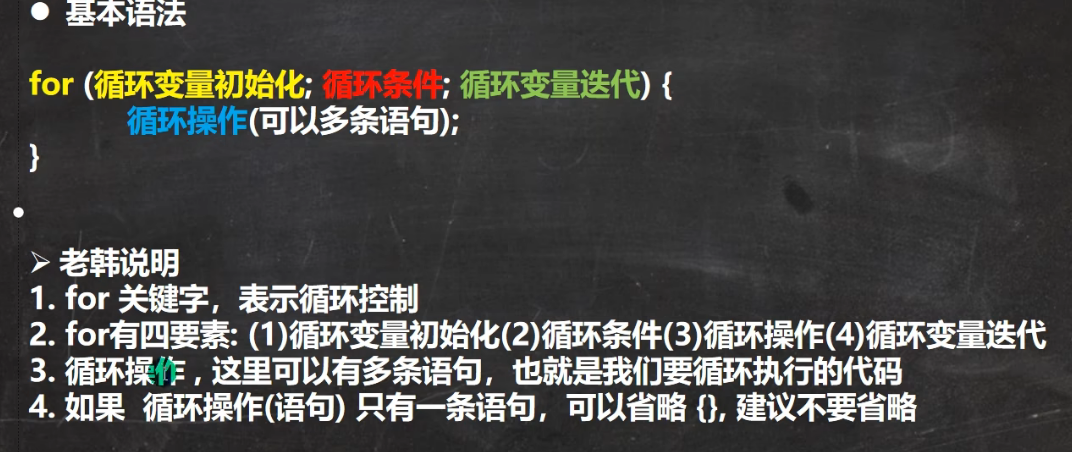 ● 基本语法
for (循环变量初始化; 循环条件; 循环变量迭代) {
循环操作(可以多条语句);
}
•
➢ 老韩说明
1. for 关键字，表示循环控制
2. for有四要素: (1)循环变量初始化(2)循环条件(3)循环操作(4)循环变量迭代
3. 循环操作 , 这里可以有多条语句，也就是我们要循环执行的代码
4. 如果 循环操作(语句) 只有一条语句，可以省略 {}, 建议不要省略